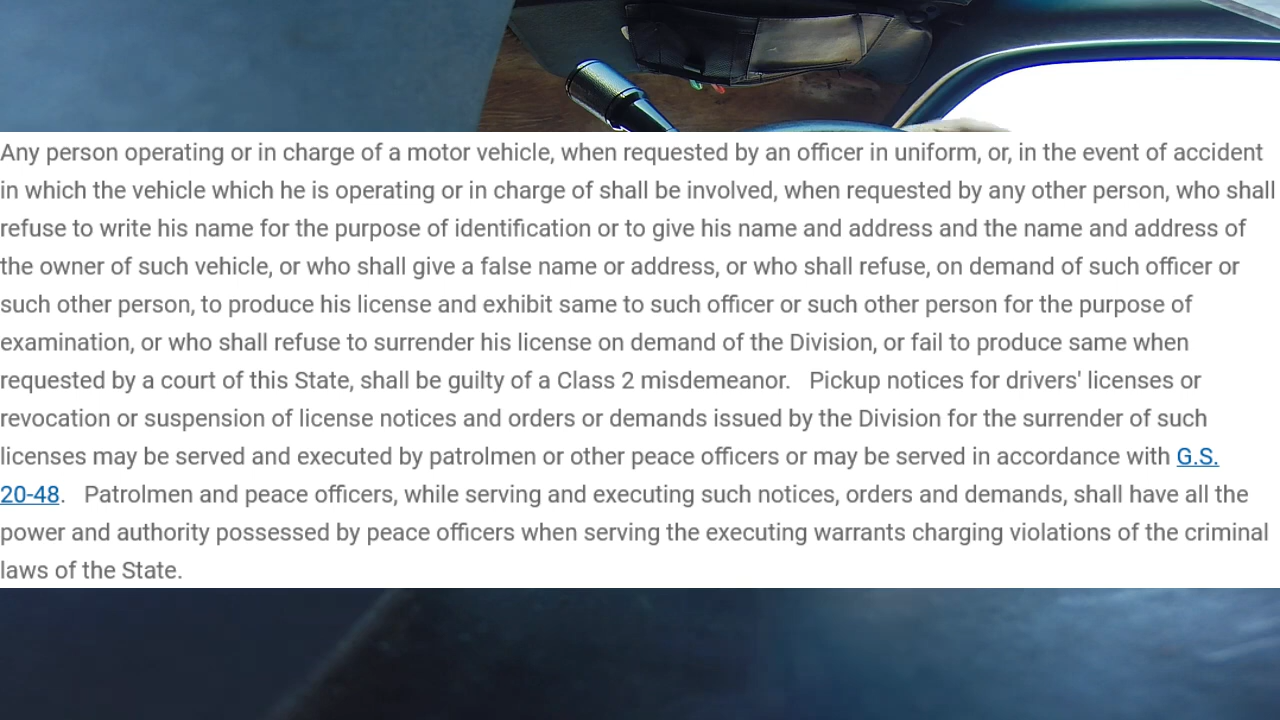 Any person operating or in charge of a motor vehicle, when requested by an officer in uniform, or, in the event of accident
in which the vehicle which he is operating or in charge of shall be involved, when requested by any other person, who shall
refuse to write his name for the purpose of identification or to give his name and address and the name and address of
the owner of such vehicle, or who shall give a false name or address, or who shall refuse, on demand of such officer or
such other person, to produce his license and exhibit same to such officer or such other person for the purpose of
examination, or who shall refuse to surrender his license on demand of the Division, or fail to produce same when
requested by a court of this State, shall be guilty of a Class 2 misdemeanor.   Pickup notices for drivers' licenses or
revocation or suspension of license notices and orders or demands issued by the Division for the surrender of such
licenses may be served and executed by patrolmen or other peace officers or may be served in accordance with G.S.
20-48.   Patrolmen and peace officers, while serving and executing such notices, orders and demands, shall have all the
power and authority possessed by peace officers when serving the executing warrants charging violations of the criminal
laws of the State.